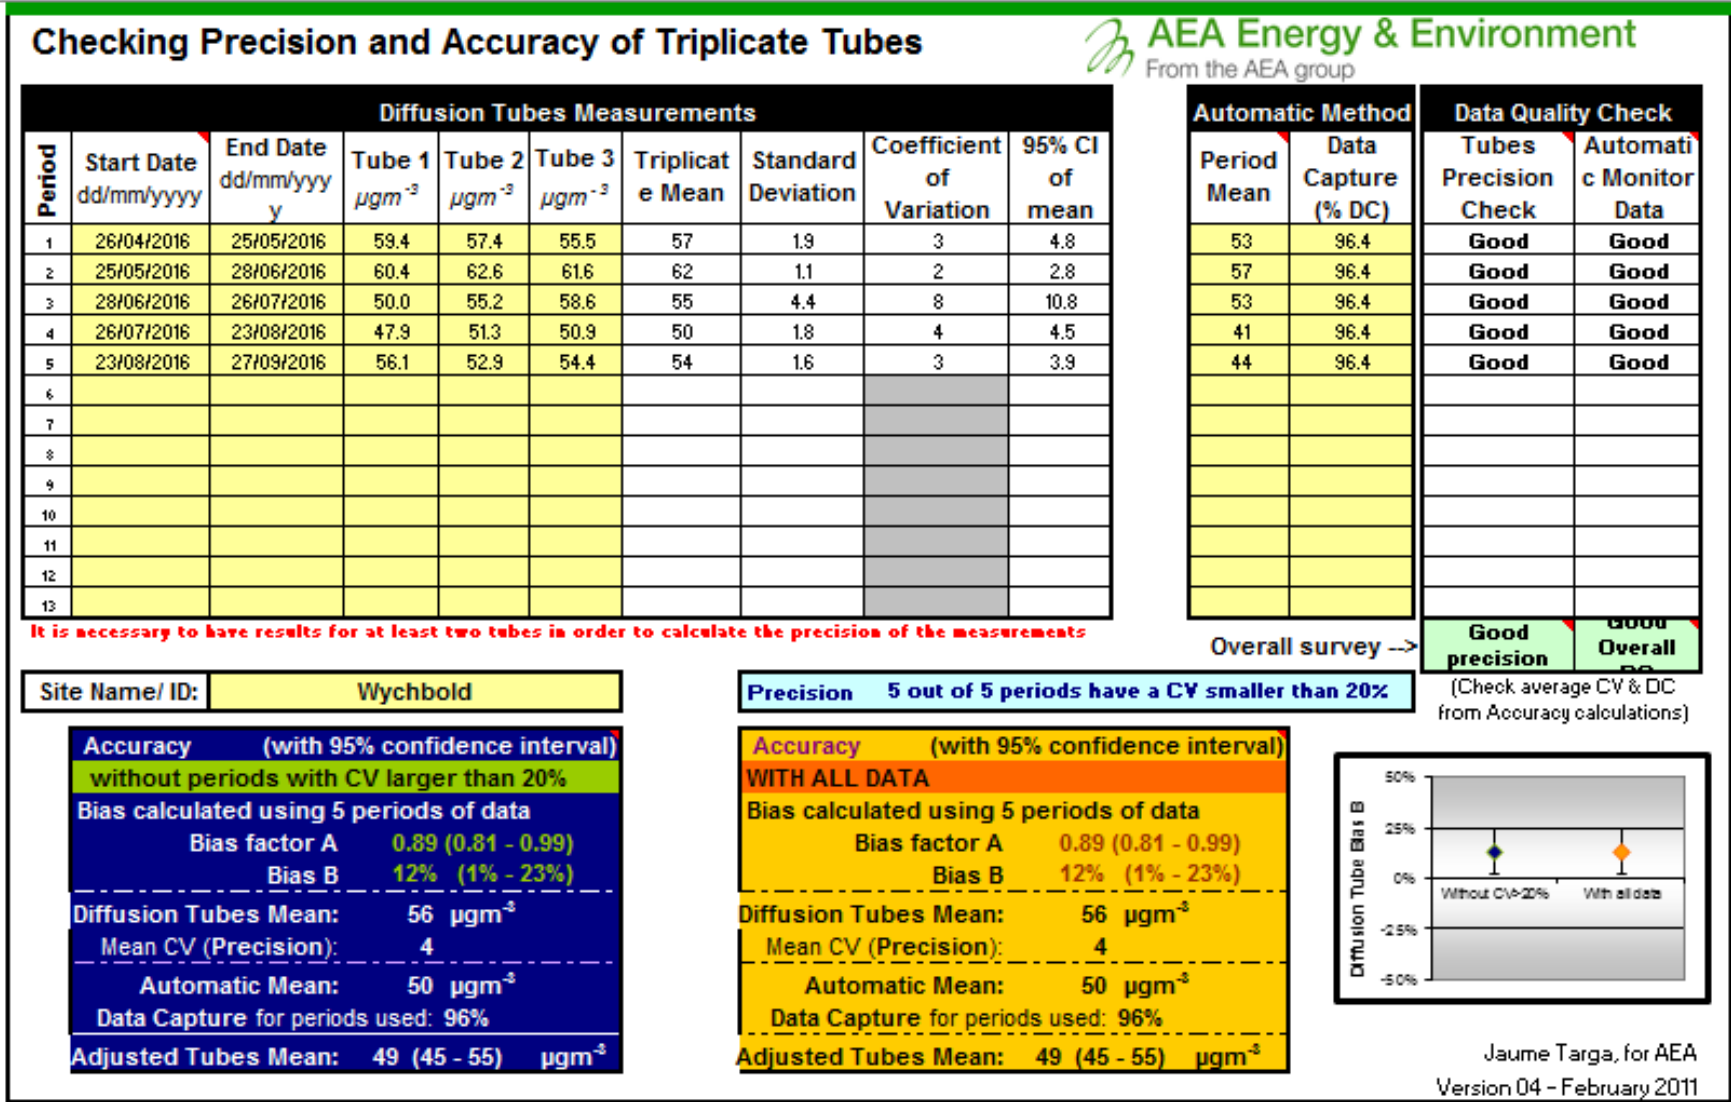 Checking Precision and Accuracy of Triplicate Tubes
AEA Energy & Environment
From the AEA group
Diffusion Tubes Measurements
Automatic Method
Data Quality Check
Period
Start Date dd/mm/yyyy
End Date dd/mm/yyy y
Tube 1 µgm⁻³
Tube 2 µgm⁻³
Tube 3 µgm⁻³
Triplicat e Mean
Standard Deviation
Coefficient of Variation
95% CI of mean
Period Mean
Data Capture (% DC)
Tubes Precision Check
Automati c Monitor Data
1 26/04/2016 25/05/2016 59.4 57.4 55.5 57 1.9 3 4.8 53 96.4 Good Good
2 25/05/2016 28/06/2016 60.4 62.6 61.6 62 1.1 2 2.8 57 96.4 Good Good
3 28/06/2016 26/07/2016 50.0 55.2 58.6 55 4.4 8 10.8 53 96.4 Good Good
4 26/07/2016 23/08/2016 47.9 51.3 50.9 50 1.8 4 4.5 41 96.4 Good Good
5 23/08/2016 27/09/2016 56.1 52.9 54.4 54 1.6 3 3.9 44 96.4 Good Good
6
7
8
9
10
11
12
13
It is necessary to have results for at least two tubes in order to calculate the precision of the measurements
Overall survey -->
Good precision
Good Overall
Site Name/ ID: Wychbold
Precision 5 out of 5 periods have a CV smaller than 20%
(Check average CV & DC
from Accuracy calculations)
Accuracy (with 95% confidence interval)
without periods with CV larger than 20%
Bias calculated using 5 periods of data
Bias factor A 0.89 (0.81 - 0.99)
Bias B 12% (1% - 23%)
Diffusion Tubes Mean: 56 µgm⁻³
Mean CV (Precision): 4
Automatic Mean: 50 µgm⁻³
Data Capture for periods used: 96%
Adjusted Tubes Mean: 49 (45 - 55) µgm⁻³
Accuracy (with 95% confidence interval)
WITH ALL DATA
Bias calculated using 5 periods of data
Bias factor A 0.89 (0.81 - 0.99)
Bias B 12% (1% - 23%)
Diffusion Tubes Mean: 56 µgm⁻³
Mean CV (Precision): 4
Automatic Mean: 50 µgm⁻³
Data Capture for periods used: 96%
Adjusted Tubes Mean: 49 (45 - 55) µgm⁻³
Diffusion Tube Bias B
50%
25%
0%
-25%
-50%
Without CV>20%
With all data
Jaume Targa, for AEA
Version 04 - February 2011